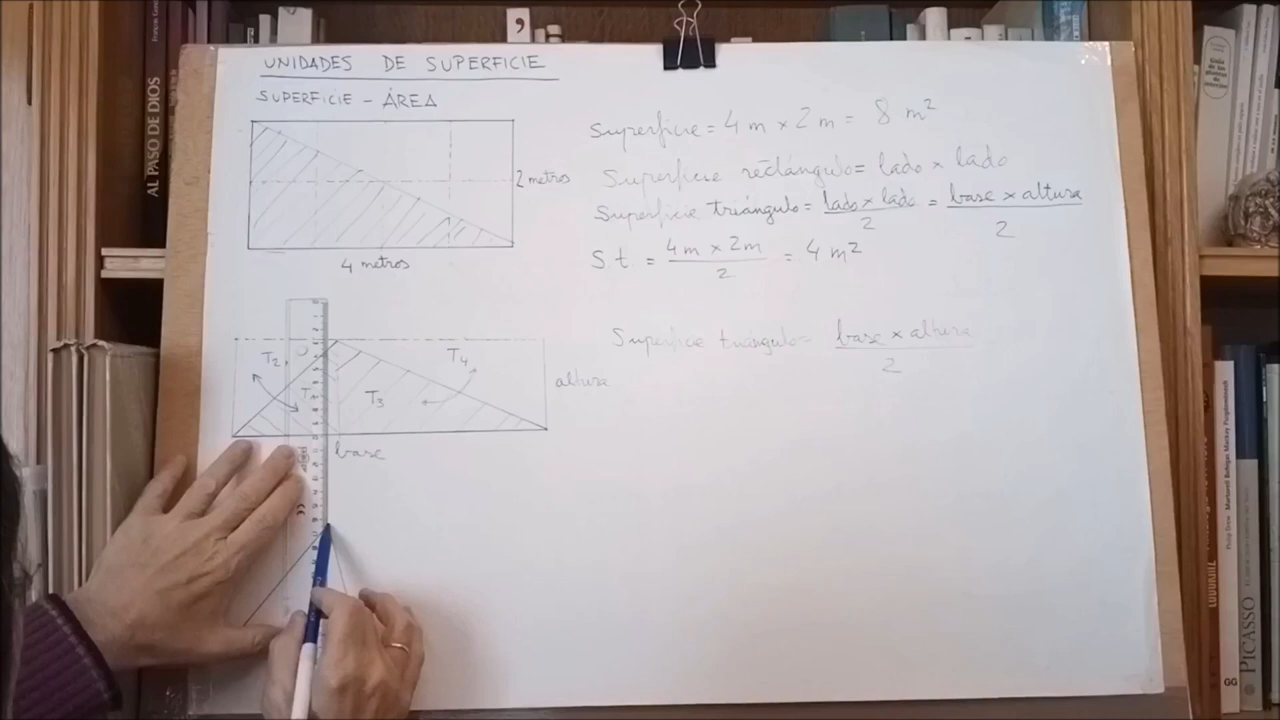 UNIDADES DE SUPERFICIE
SUPERFICIE - ÁREA
2 metros
4 metros
Superficie = 4 m x 2 m = 8 m²
Superficie rectángulo = lado x lado
Superficie triángulo = lado x lado / 2 = base x altura / 2
S.t. = 4 m x 2m / 2 = 4 m²
T2
T3
T4
altura
base
Superficie triángulo = base x altura / 2
AL PASO DE DIOS
PICASSO
GG